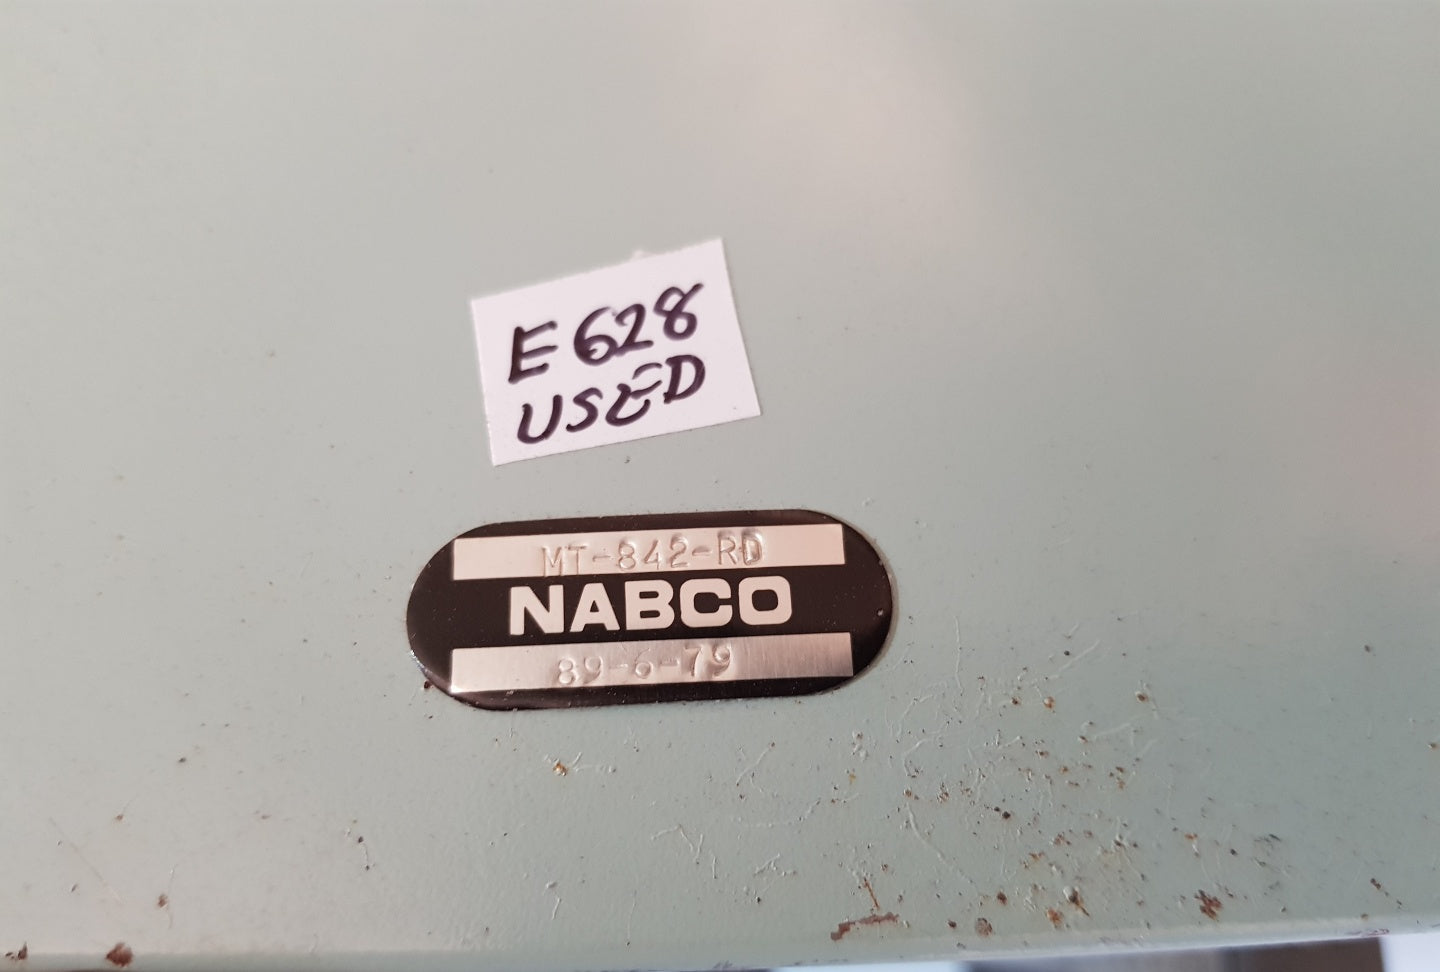 E628
USED
MT-842-RD
NABCO
89-6-79